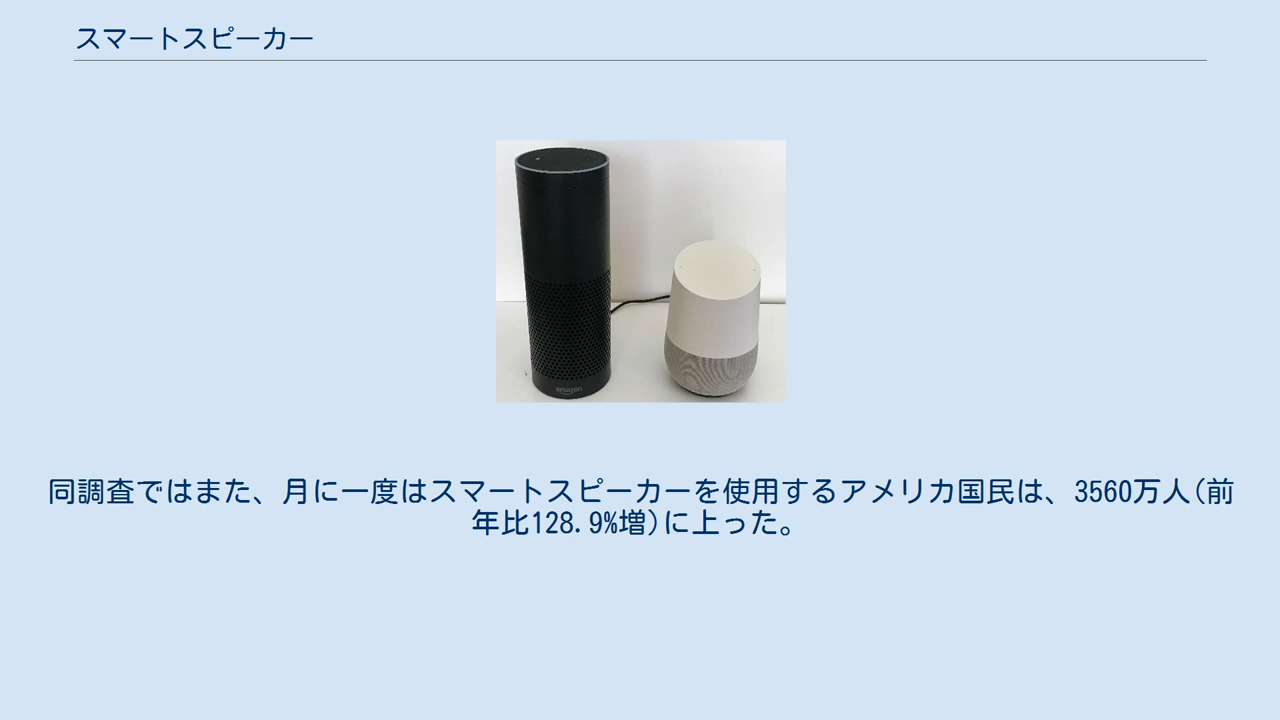 スマートスピーカー
amazon
同調査ではまた、月に一度はスマートスピーカーを使用するアメリカ国民は、3560万人(前
年比128.9%増)に上った。